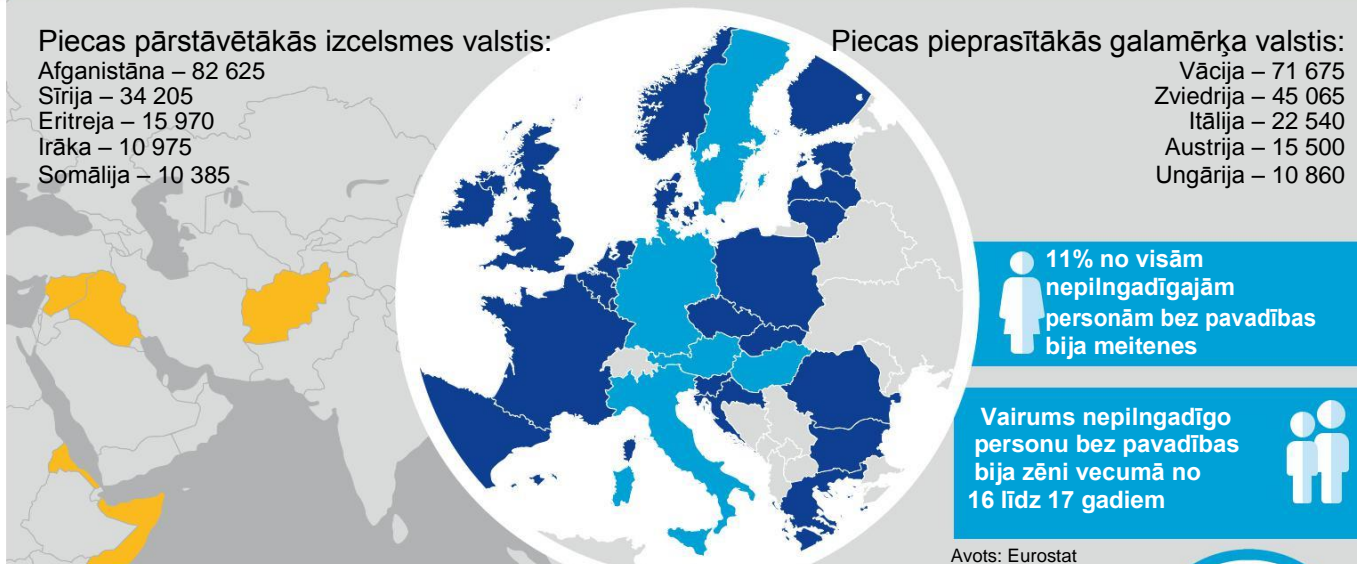 Piecas pārstāvētākās izcelsmes valstis:
Afganistāna – 82 625
Sīrija – 34 205
Eritreja – 15 970
Irāka – 10 975
Somālija – 10 385
Piecas pieprasītākās galamērķa valstis:
Vācija – 71 675
Zviedrija – 45 065
Itālija – 22 540
Austrija – 15 500
Ungārija – 10 860
11% no visām
nepilngadīgajām
personām bez pavadības
bija meitenes
Vairums nepilngadīgo
personu bez pavadības
bija zēni vecumā no
16 līdz 17 gadiem
Avots: Eurostat